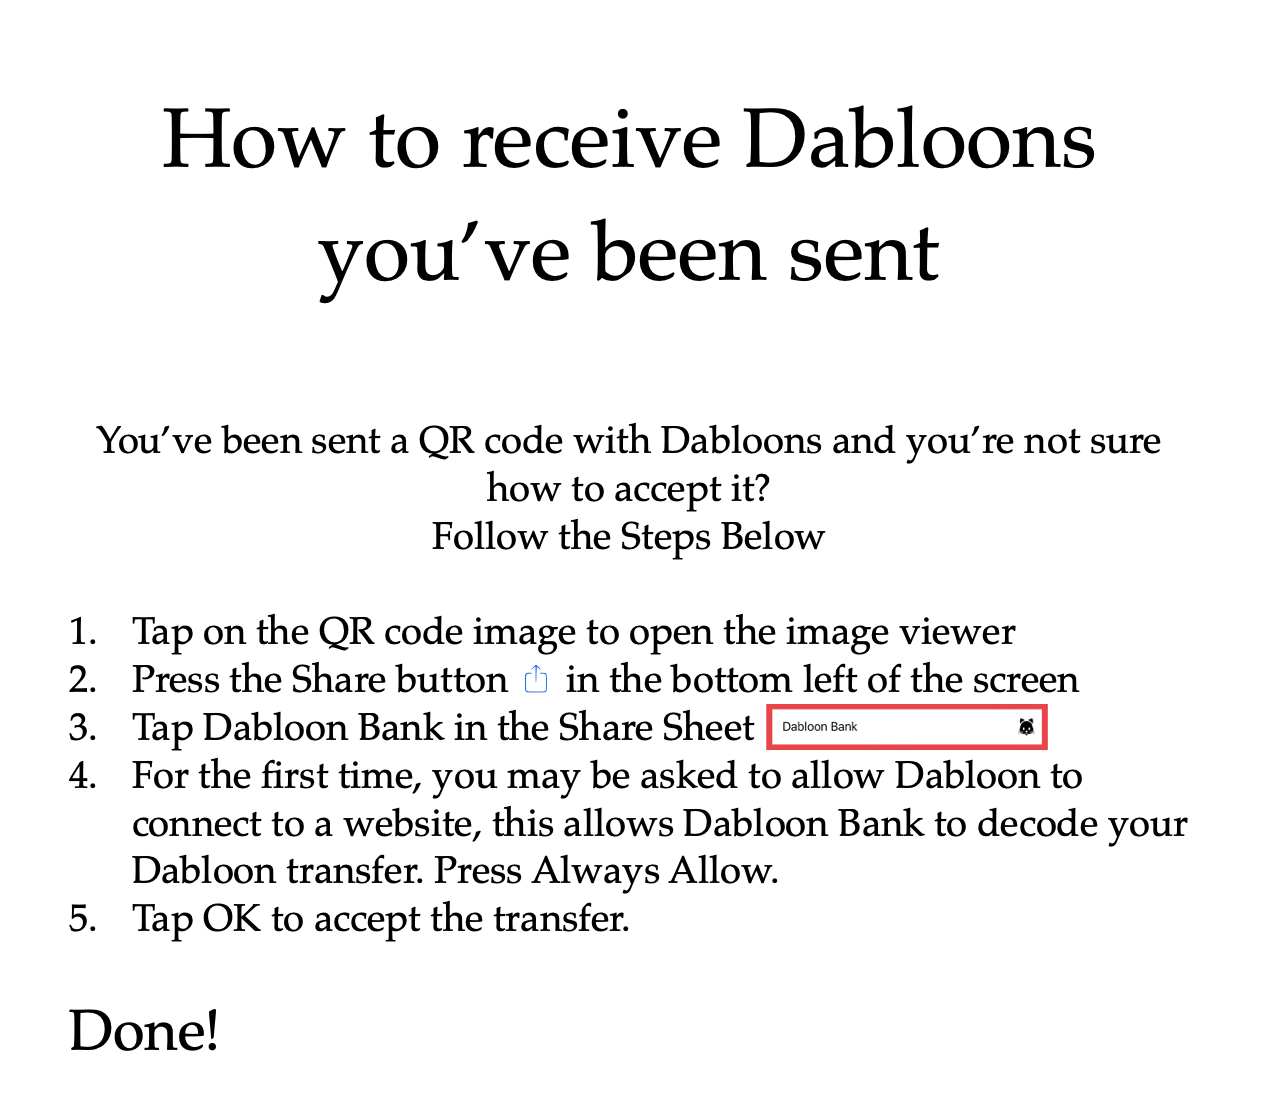 How to receive Dabloons
you’ve been sent
You’ve been sent a QR code with Dabloons and you’re not sure
how to accept it?
Follow the Steps Below
1. Tap on the QR code image to open the image viewer
2. Press the Share button in the bottom left of the screen
3. Tap Dabloon Bank in the Share Sheet Dabloon Bank
4. For the first time, you may be asked to allow Dabloon to
connect to a website, this allows Dabloon Bank to decode your
Dabloon transfer. Press Always Allow.
5. Tap OK to accept the transfer.
Done!